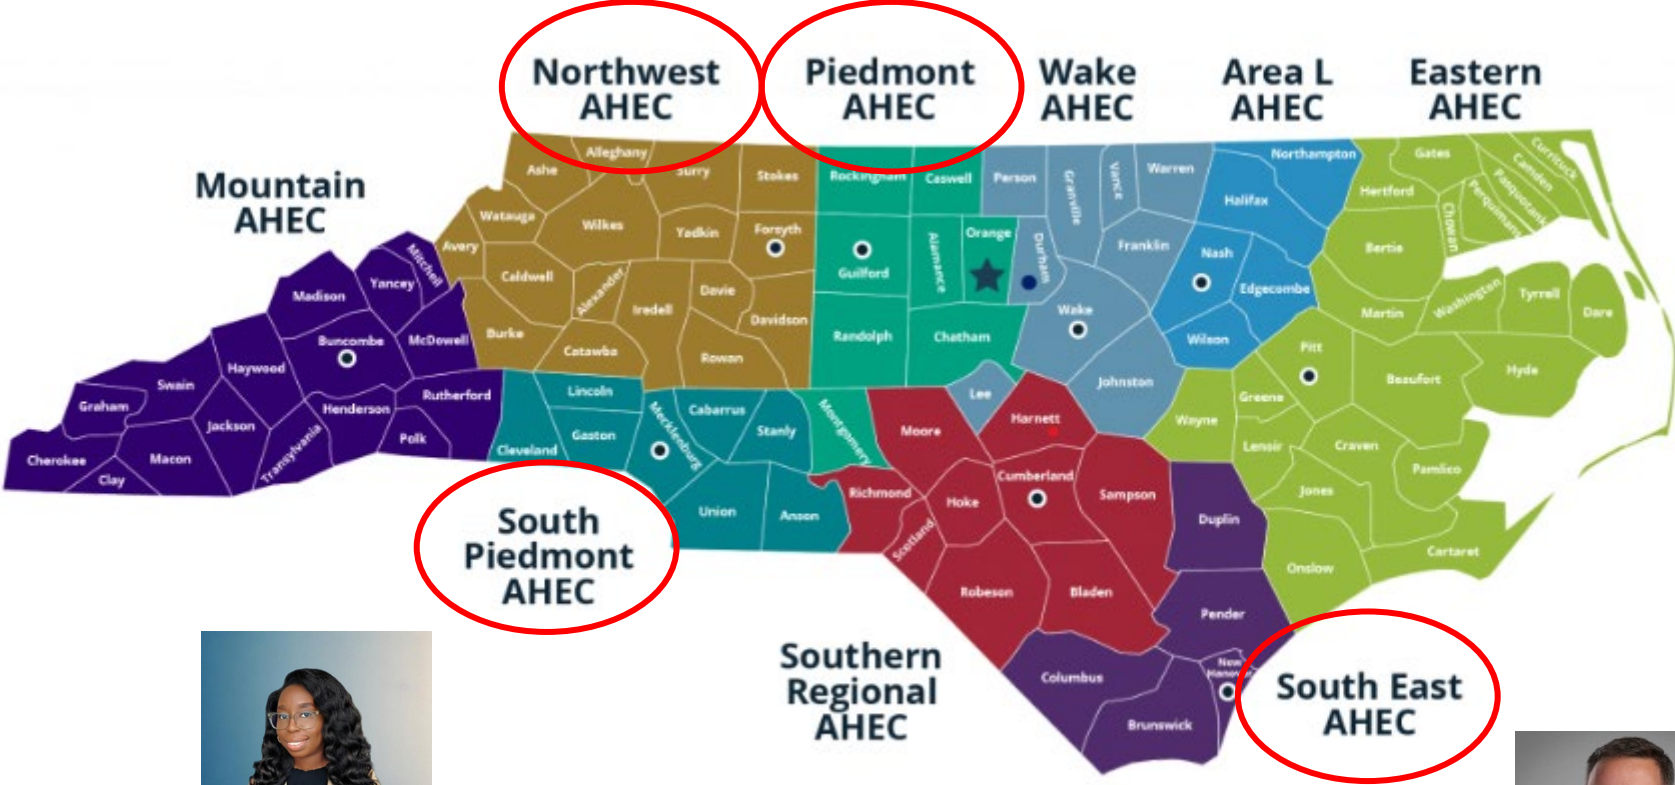 Northwest
AHEC
Piedmont
AHEC
Wake
AHEC
Area L
AHEC
Eastern
AHEC
Mountain
AHEC
South
Piedmont
AHEC
Southern
Regional
AHEC
South East
AHEC
Cherokee
Graham
Clay
Swain
Macon
Haywood
Jackson
Transylvania
Madison
Buncombe
Henderson
Yancey
Mitchell
McDowell
Polk
Rutherford
Ashe
Alleghany
Surry
Stokes
Watauga
Wilkes
Yadkin
Forsyth
Avery
Caldwell
Alexander
Iredell
Davie
Davidson
Burke
Catawba
Rowan
Rockingham
Caswell
Guilford
Alamance
Orange
Randolph
Chatham
Montgomery
Cleveland
Lincoln
Gaston
Mecklenburg
Cabarrus
Stanly
Union
Anson
Person
Granville
Vance
Warren
Durham
Franklin
Wake
Johnston
Lee
Northampton
Halifax
Nash
Edgecombe
Wilson
Moore
Harnett
Richmond
Scotland
Hoke
Cumberland
Sampson
Robeson
Bladen
Duplin
Pender
New
Hanover
Columbus
Brunswick
Gates
Hertford
Bertie
Chowan
Perquimans
Pasquotank
Camden
Currituck
Martin
Washington
Tyrrell
Dare
Pitt
Beaufort
Hyde
Greene
Wayne
Lenoir
Craven
Pamlico
Jones
Onslow
Cartaret